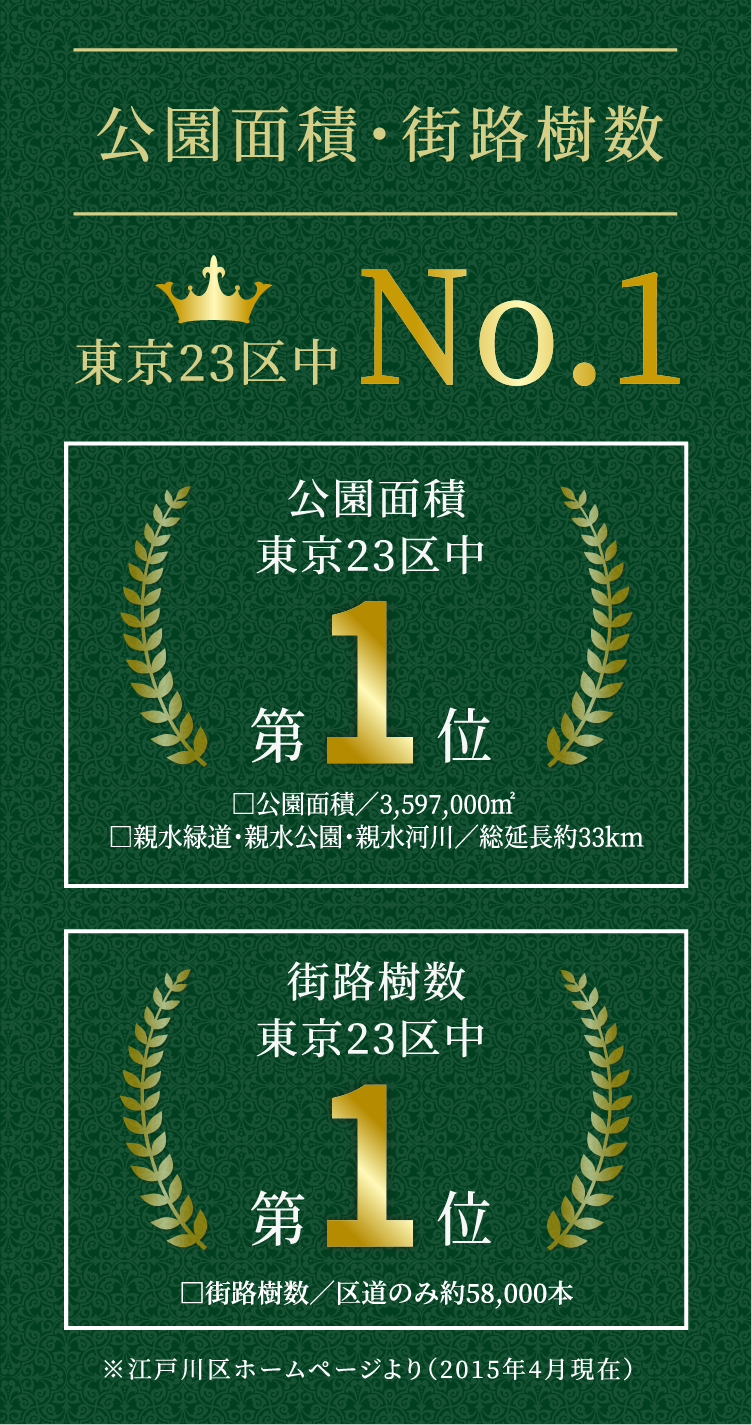 公園面積・街路樹数
東京23区中 No.1
公園面積
東京23区中
第1位
□公園面積／3,597,000㎡
□親水緑道・親水公園・親水河川／総延長約33km
街路樹数
東京23区中
第1位
□街路樹数／区道のみ約58,000本
※江戸川区ホームページより（2015年4月現在）